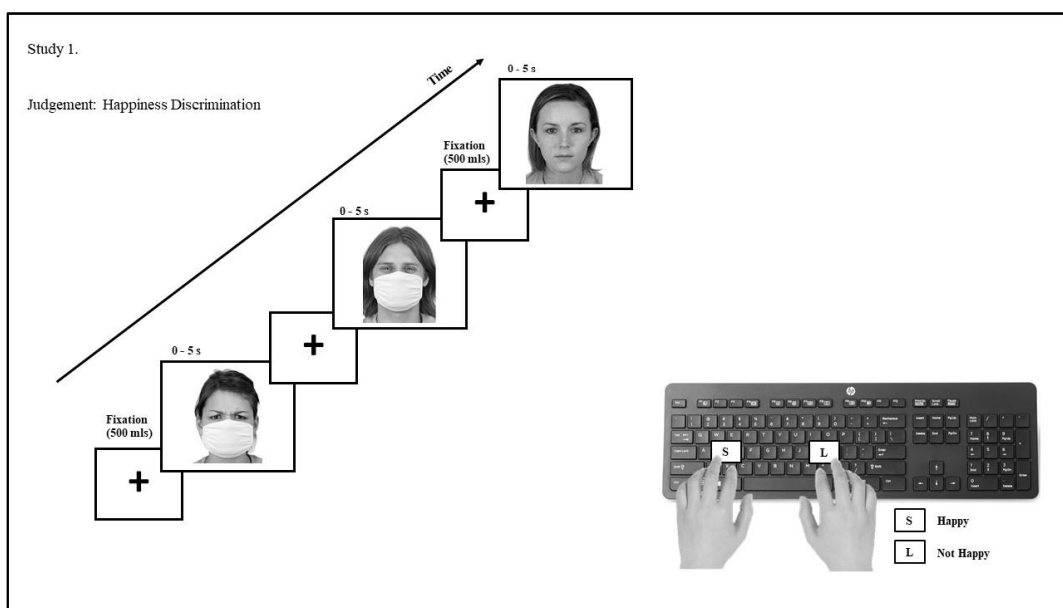 Study 1.
Judgement: Happiness Discrimination
Time
0 - 5 s
Fixation
(500 mls)
+
0 - 5 s
+
0 - 5 s
Fixation
(500 mls)
+
hp
S
L
S Happy
L Not Happy